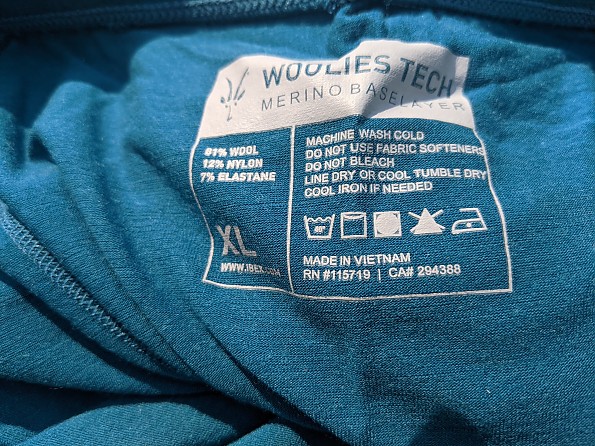 WOOLIES TECH
MERINO BASELAYER
81% WOOL
12% NYLON
7% ELASTANE
XL
WWW.IBEX.COM
MACHINE WASH COLD
DO NOT USE FABRIC SOFTENERS
DO NOT BLEACH
LINE DRY OR COOL TUMBLE DRY
COOL IRON IF NEEDED
MADE IN VIETNAM
RN #115719 | CA# 294388